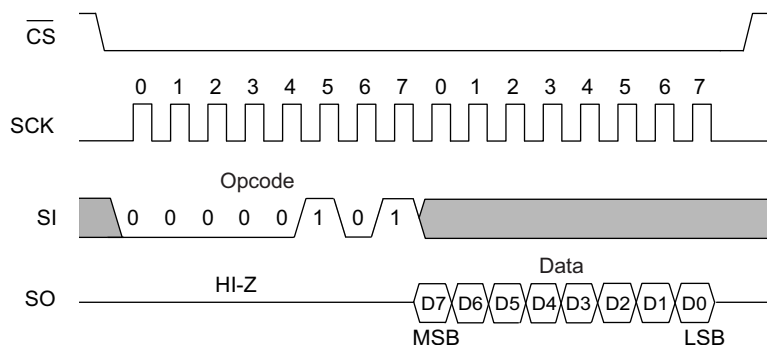 CS
0 1 2 3 4 5 6 7 0 1 2 3 4 5 6 7
SCK
Opcode
SI 0 0 0 0 0 1 0 1
Data
HI-Z
SO D7 D6 D5 D4 D3 D2 D1 D0
MSB LSB